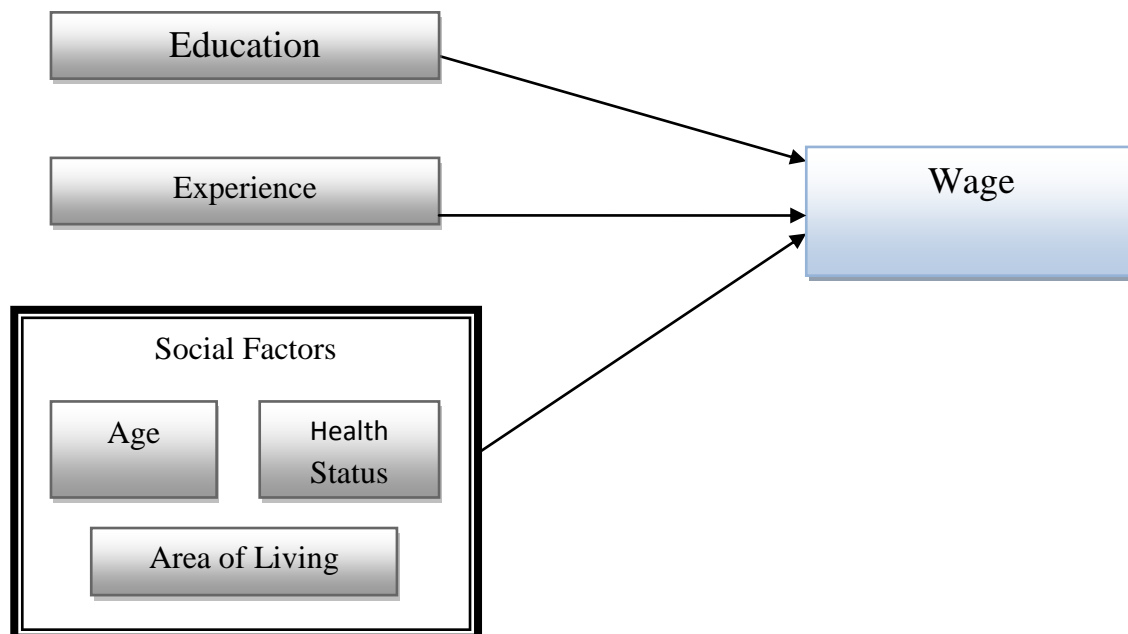 Education
Experience
Wage
Social Factors
Age
Health
Status
Area of Living